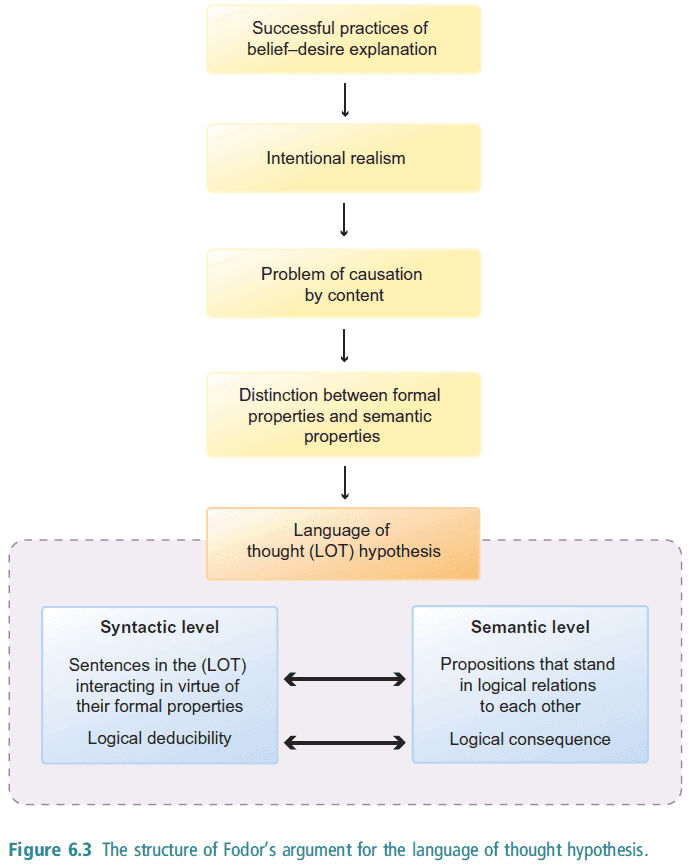 Successful practices of
belief–desire explanation
Intentional realism
Problem of causation
by content
Distinction between formal
properties and semantic
properties
Language of
thought (LOT) hypothesis
Syntactic level
Sentences in the (LOT)
interacting in virtue of
their formal properties
Logical deducibility
Semantic level
Propositions that stand
in logical relations
to each other
Logical consequence
Figure 6.3 The structure of Fodor’s argument for the language of thought hypothesis.